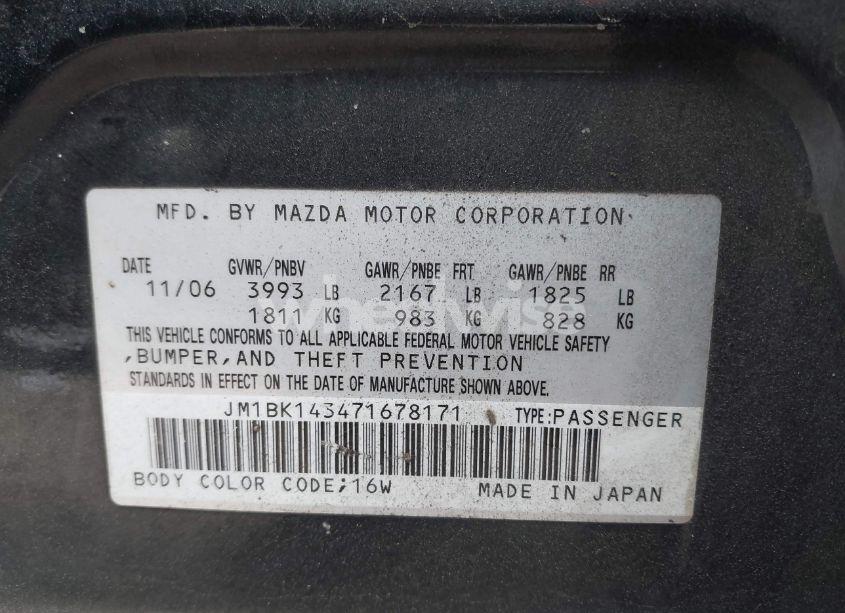 MFD. BY MAZDA MOTOR CORPORATION
DATE GVWR/PNBV GAWR/PNBE FRT GAWR/PNBE RR
11/06 3993 LB 2167 LB 1825 LB
1811 KG 983 KG 828 KG
THIS VEHICLE CONFORMS TO ALL APPLICABLE FEDERAL MOTOR VEHICLE SAFETY
,BUMPER,AND THEFT PREVENTION
STANDARDS IN EFFECT ON THE DATE OF MANUFACTURE SHOWN ABOVE.
JM1BK143471678171 TYPE:PASSENGER
BODY COLOR CODE;16W MADE IN JAPAN